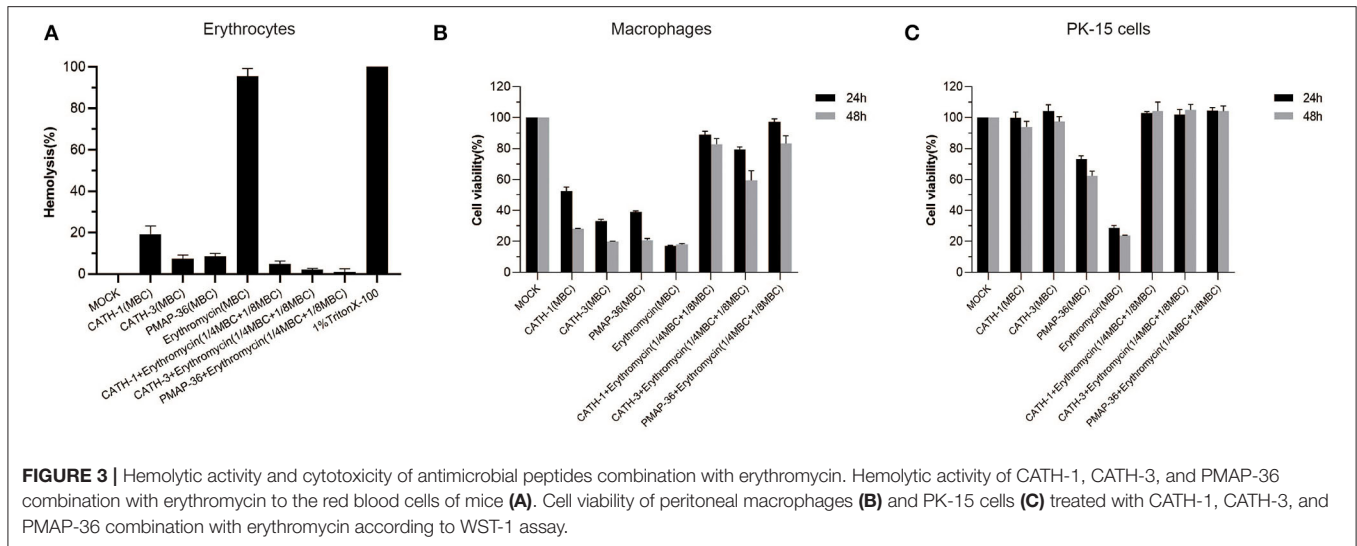 A
Erythrocytes
Hemolysis(%)
100
80
60
40
20
0
MOCK
CATH-1(MBC)
CATH-3(MBC)
PMAP-36(MBC)
Erythromycin(MBC)
CATH-1+Erythromycin(1/4MBC+1/8MBC)
CATH-3+Erythromycin(1/4MBC+1/8MBC)
PMAP-36+Erythromycin(1/4MBC+1/8MBC)
1%TritonX-100
B
Macrophages
Cell viability(%)
120
100
80
60
40
20
0
24h
48h
MOCK
CATH-1(MBC)
CATH-3(MBC)
PMAP-36(MBC)
Erythromycin(MBC)
CATH-1+Erythromycin(1/4MBC+1/8MBC)
CATH-3+Erythromycin(1/4MBC+1/8MBC)
PMAP-36+Erythromycin(1/4MBC+1/8MBC)
C
PK-15 cells
Cell viability(%)
120
100
80
60
40
20
0
24h
48h
MOCK
CATH-1(MBC)
CATH-3(MBC)
PMAP-36(MBC)
Erythromycin(MBC)
CATH-1+Erythromycin(1/4MBC+1/8MBC)
CATH-3+Erythromycin(1/4MBC+1/8MBC)
PMAP-36+Erythromycin(1/4MBC+1/8MBC)
FIGURE 3 | Hemolytic activity and cytotoxicity of antimicrobial peptides combination with erythromycin. Hemolytic activity of CATH-1, CATH-3, and PMAP-36
combination with erythromycin to the red blood cells of mice (A). Cell viability of peritoneal macrophages (B) and PK-15 cells (C) treated with CATH-1, CATH-3, and
PMAP-36 combination with erythromycin according to WST-1 assay.